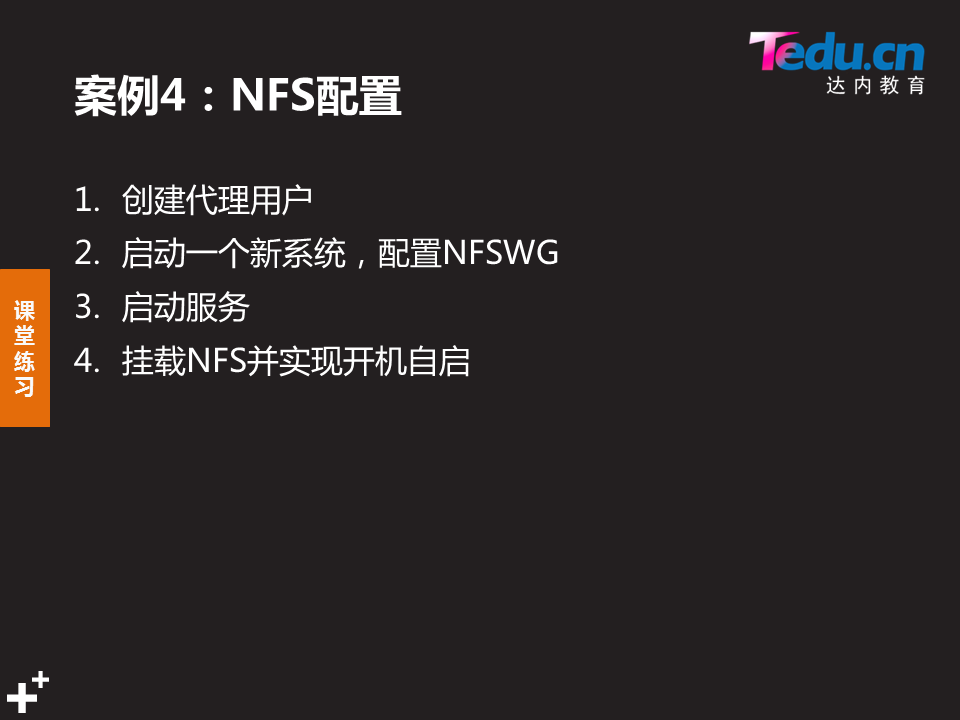 Tedu.cn
达内教育
案例4：NFS配置
1. 创建代理用户
2. 启动一个新系统，配置NFSWG
3. 启动服务
4. 挂载NFS并实现开机自启
课
堂
练
习